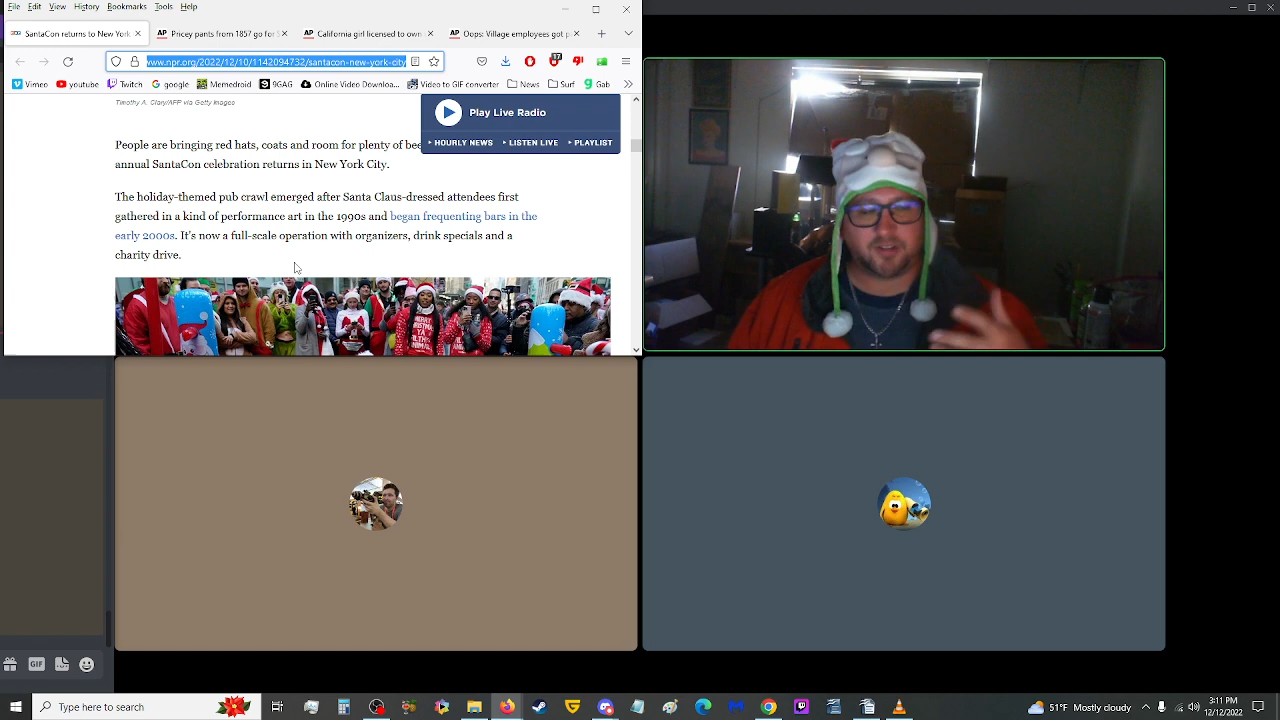 File Edit View History Bookmarks Tools Help
SantaCon returns to New York
AP Pricey pants from 1857 go for $
AP California girl licensed to own
AP Oops: Village employees got p
www.npr.org/2022/12/10/1142094732/santacon-new-york-city
17
Vimeo youtube Twitch google Memedroid 9GAG Online Video Downloa... Video to GIF converter News Surf Gab
Timothy A. Clary/AFP via Getty Images
Play Live Radio
HOURLY NEWS LISTEN LIVE PLAYLIST
People are bringing red hats, coats and room for plenty of bee
annual SantaCon celebration returns in New York City.
The holiday-themed pub crawl emerged after Santa Claus-dressed attendees first
gathered in a kind of performance art in the 1990s and began frequenting bars in the
early 2000s. It's now a full-scale operation with organizers, drink specials and a
charity drive.
GIF
Type here to search
51°F Mostly cloudy
3:11 PM
12/12/2022